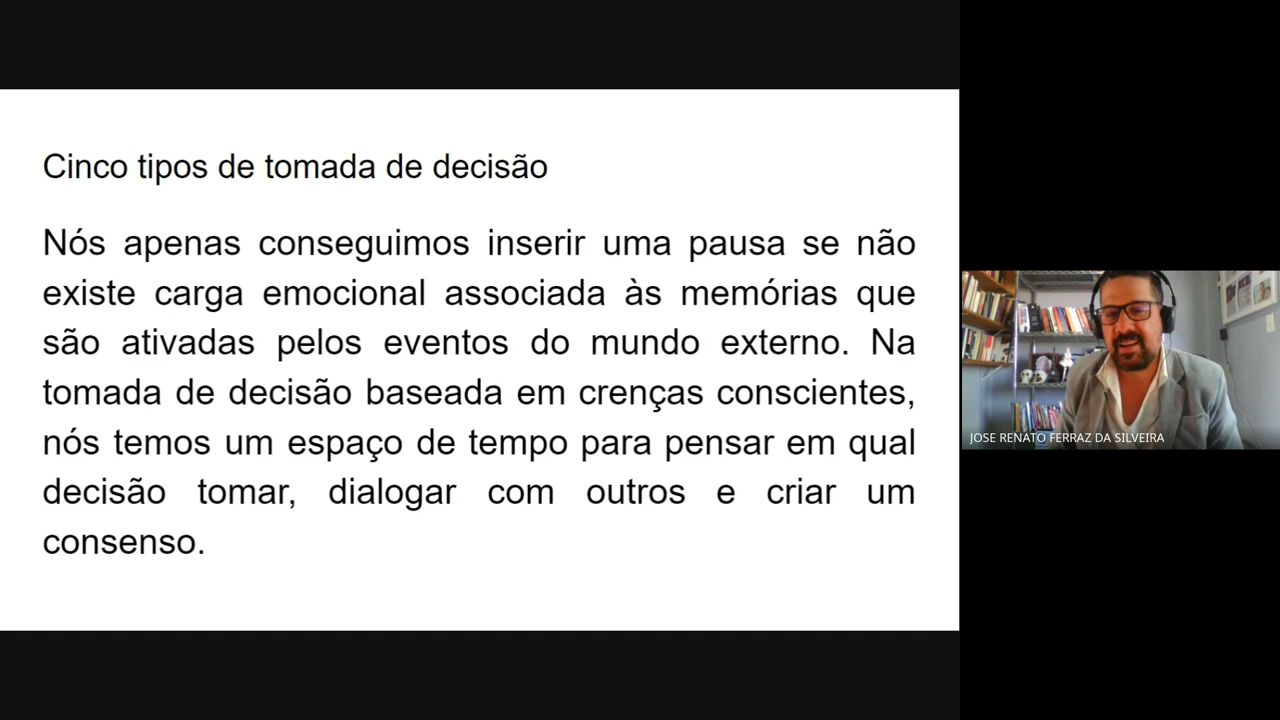 Cinco tipos de tomada de decisão
Nós apenas conseguimos inserir uma pausa se não
existe carga emocional associada às memórias que
são ativadas pelos eventos do mundo externo. Na
tomada de decisão baseada em crenças conscientes,
nós temos um espaço de tempo para pensar em qual
decisão tomar, dialogar com outros e criar um
consenso.
JOSE RENATO FERRAZ DA SILVEIRA